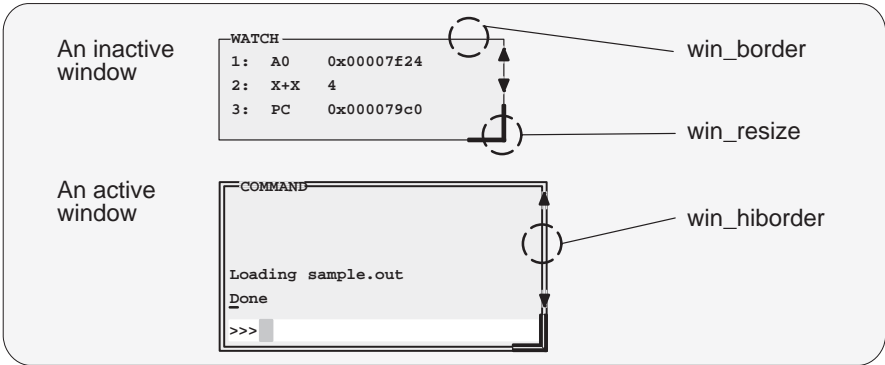 An inactive
window
WATCH
1: A0 0x00007f24
2: X+X 4
3: PC 0x000079c0
win_border
win_resize
An active
window
COMMAND
Loading sample.out
Done
>>>
win_hiborder